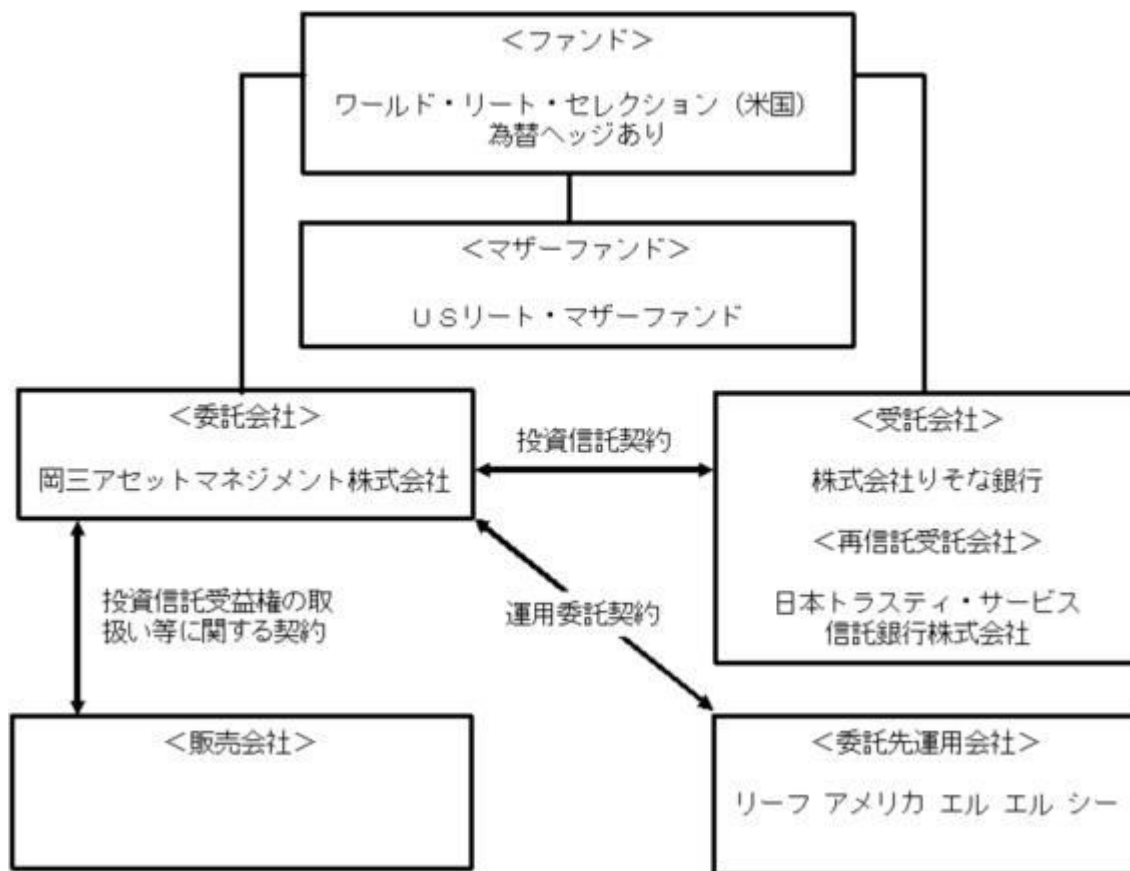 ＜ファンド＞
ワールド・リート・セレクション（米国）
為替ヘッジあり
＜マザーファンド＞
ＵＳリート・マザーファンド
＜委託会社＞
岡三アセットマネジメント株式会社
投資信託契約
＜受託会社＞
株式会社りそな銀行
＜再信託受託会社＞
日本トラスティ・サービス
信託銀行株式会社
投資信託受益権の取
扱い等に関する契約
運用委託契約
＜販売会社＞
＜委託先運用会社＞
リーフ アメリカ エル エル シー